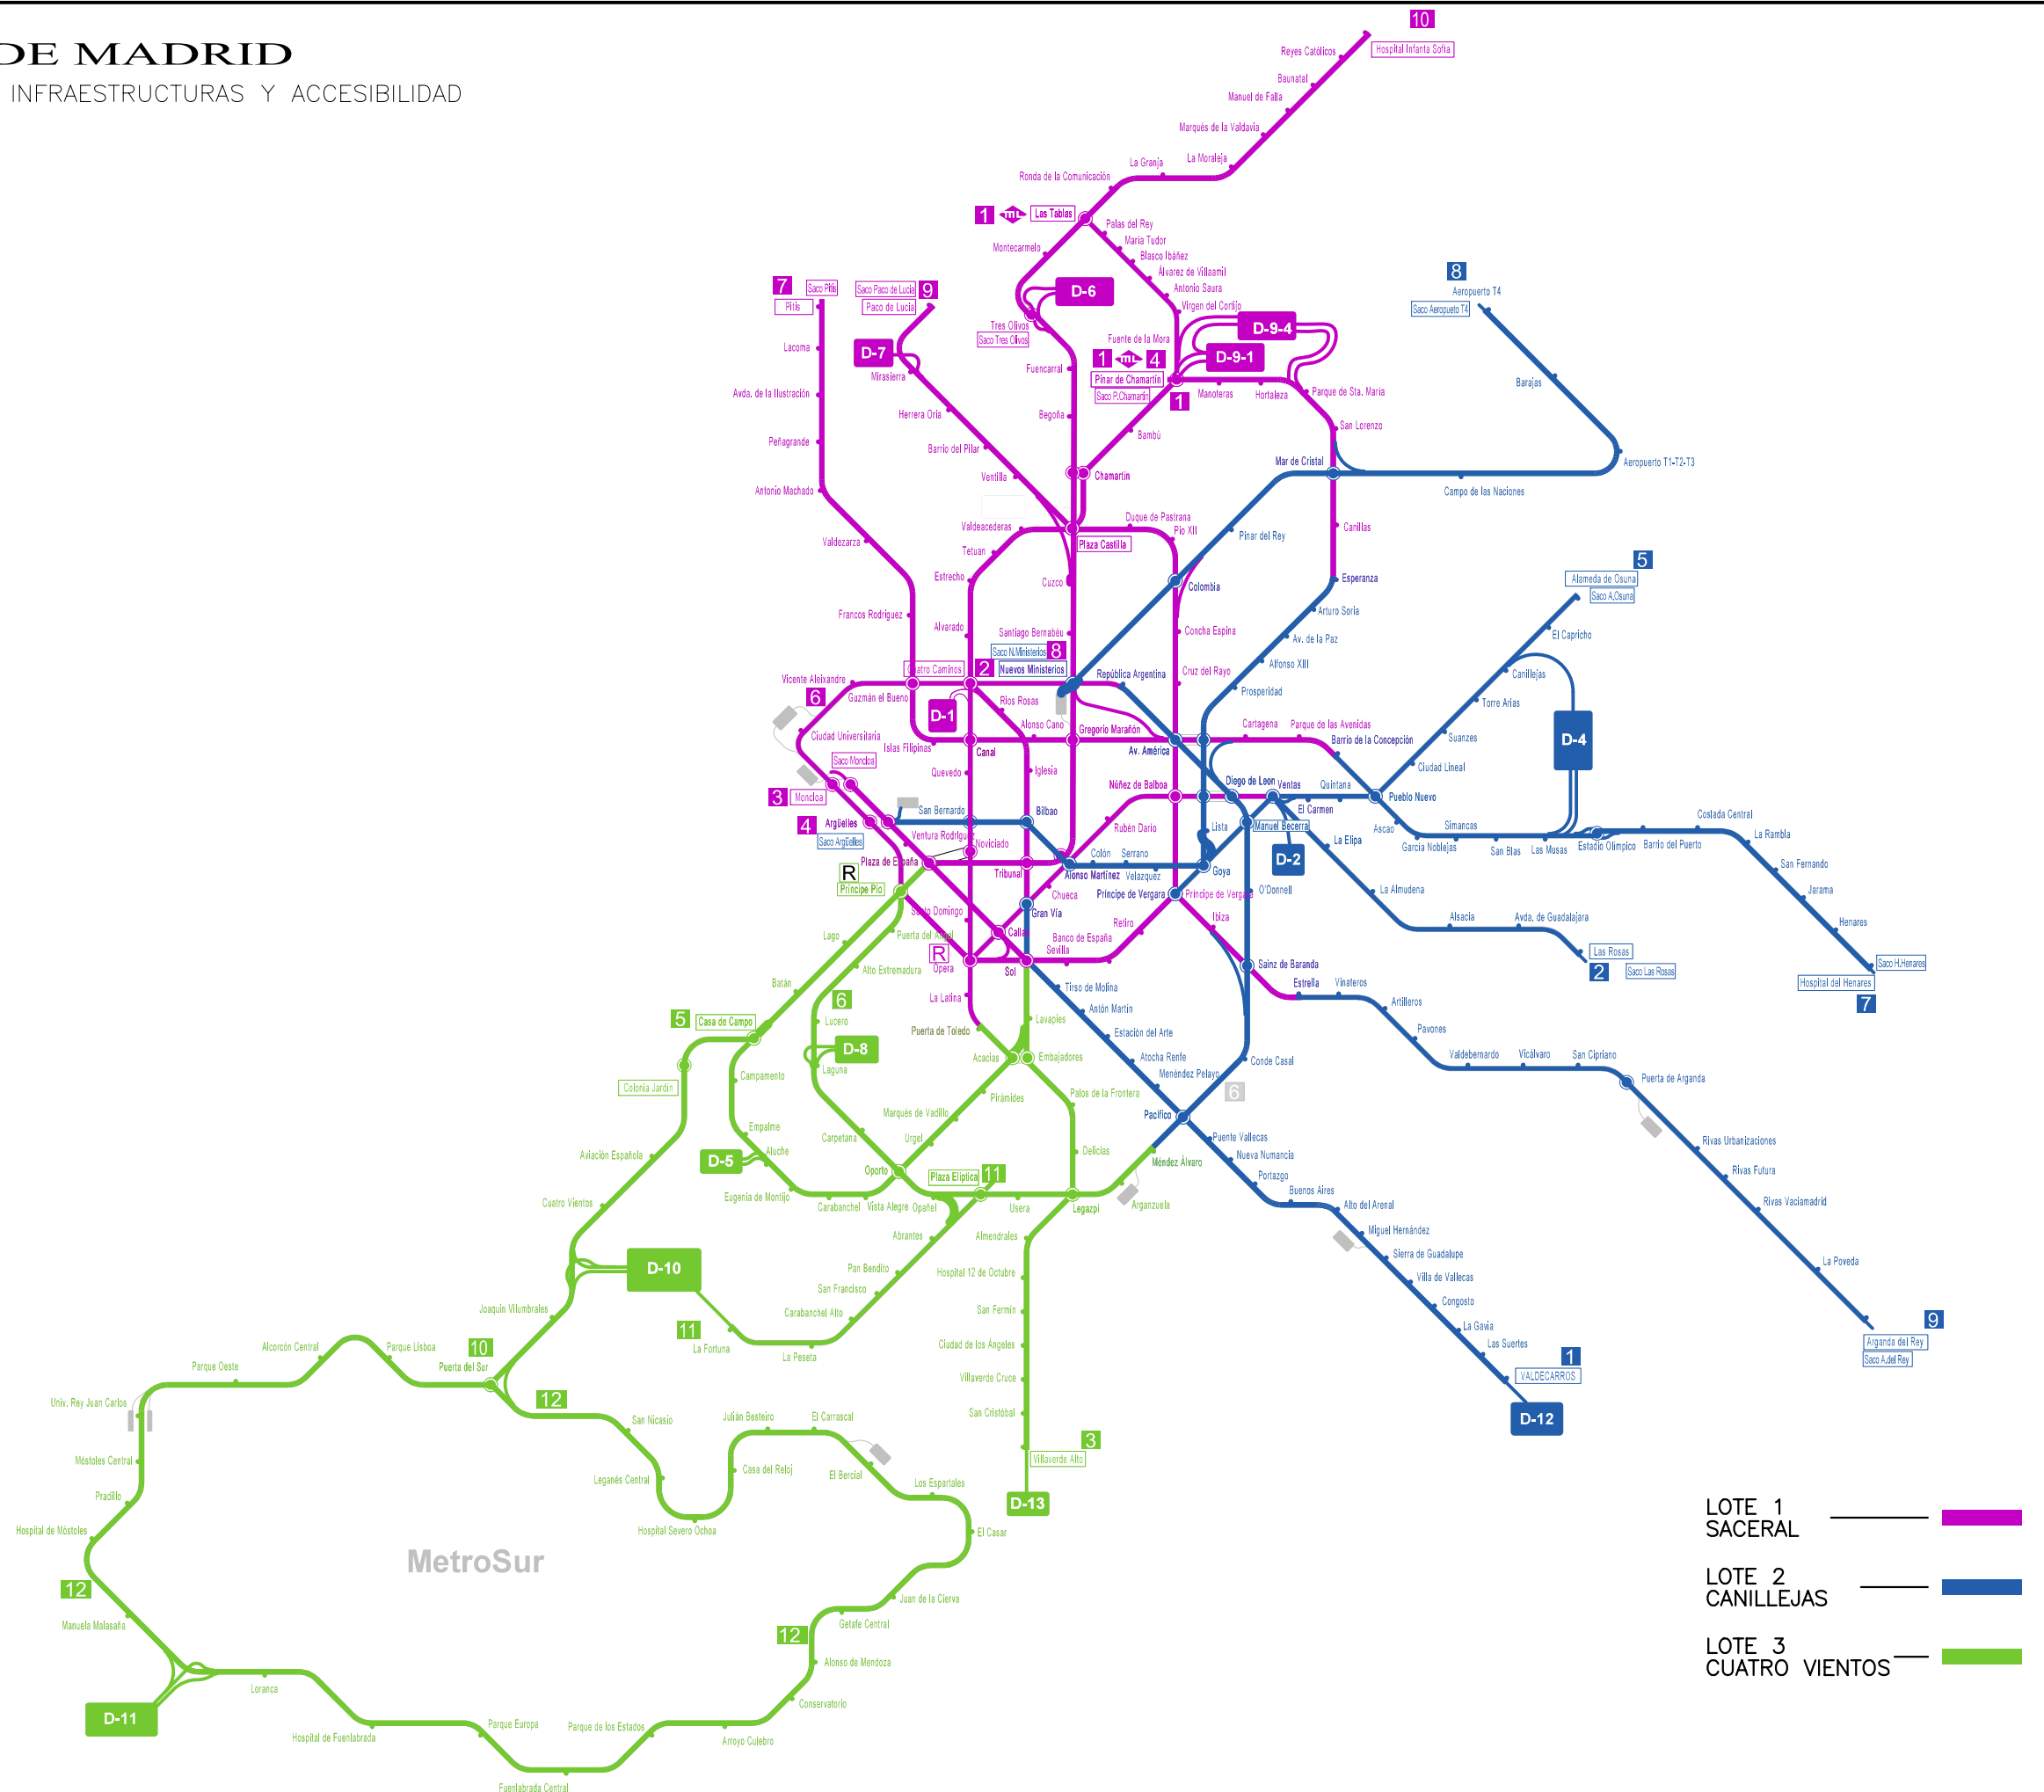 10
Hospital Infanta Sofía
Reyes Católicos
DE MADRID
Baunatal
INFRAESTRUCTURAS Y ACCESIBILIDAD
Manuel de Falla
Marqués de la Valdavia
La Moraleja
La Granja
Ronda de la Comunicación
1 mL Las Tablas
Palas del Rey
María Tudor
Montecarmelo
Blasco Ibáñez
Álvarez de Villaamil
8
7 Saco Pitis
Saco Paco de Lucía 9
D-6
Antonio Saura
Aeropuerto T4
Pitis
Paco de Lucía
Virgen del Cortijo
Saco Aeropueto T4
Tres Olivos
D-9-4
Saco Tres Olivos
Fuente de la Mora
Lacoma
D-7
1 mL 4
D-9-1
Fuencarral
Mirasierra
Pinar de Chamartín
Barajas
Avda. de la Ilustración
Saco P.Chamartín
Manoteras
Hortaleza
Parque de Sta. María
1
Herrera Oria
Begoña
San Lorenzo
Bambú
Peñagrande
Barrio del Pilar
Mar de Cristal
Aeropuerto T1-T2-T3
Ventilla
Chamartín
Antonio Machado
Campo de las Naciones
Duque de Pastrana
Valdeacederas
Pío XII
Canillas
Valdezarza
Plaza Castilla
Pinar del Rey
Tetuan
5
Estrecho
Cuzco
Esperanza
Alameda de Osuna
Colombia
Saco A,Osuna
Francos Rodríguez
Arturo Soria
Alvarado
Santiago Bernabéu
Concha Espina
El Capricho
Av. de la Paz
Saco N.Ministerios 8
Cuatro Caminos 2 Nuevos Ministerios
República Argentina
Cruz del Rayo
Alfonso XIII
Vicente Aleixandre
Canillejas
6
Guzmán el Bueno
Prosperidad
Ríos Rosas
Torre Arias
D-1
Alonso Cano
Gregorio Marañón
Cartagena
Parque de las Avenidas
Ciudad Universitaria
Suanzes
D-4
Islas Filipinas
Canal
Av. América
Barrio de la Concepción
Saco Moncloa
Quevedo
Iglesia
Ciudad Lineal
3 Moncloa
Núñez de Balboa
Diego de Leon
Ventas
Quintana
Pueblo Nuevo
San Bernardo
Bilbao
El Carmen
4 Argüelles
Rubén Darío
Lista
Manuel Becerra
Ascao
Simancas
Coslada Central
Saco Argüelles
Ventura Rodríguez
Noviciado
La Elipa
García Noblejas
San Blas
Las Musas
Estadio Olímpico
Barrio del Puerto
La Rambla
Plaza de España
Tribunal
Colón
Serrano
Alonso Martínez
Velazquez
Goya
D-2
San Fernando
R
Príncipe Pío
Chueca
Príncipe de Vergara
Príncipe de Vergara
O'Donnell
La Almudena
Jarama
Santo Domingo
Gran Vía
Ibiza
Alsacia
Avda. de Guadalajara
Henares
Lago
Puerta del Angel
Callao
Retiro
R
Opera
Sol
Banco de España
Sevilla
Las Rosas
Saco H.Henares
Alto Extremadura
Sainz de Baranda
2
Saco Las Rosas
Batán
Hospital del Henares
La Latina
Tirso de Molina
Estrella
Vinateros
7
6
Artilleros
5 Casa de Campo
Lucero
Puerta de Toledo
Lavapies
Antón Martín
Pavones
Estación del Arte
D-8
Acacias
Embajadores
Atocha Renfe
Conde Casal
Valdebernardo
Vicálvaro
San Cipriano
Laguna
Campamento
Menéndez Pelayo
Puerta de Arganda
Colonia Jardín
Pirámides
Palos de la Frontera
6
Marqués de Vadillo
Pacífico
Empalme
Carpetana
Urgel
Puente Vallecas
Rivas Urbanizaciones
Aluche
Delicias
Nueva Numancia
Aviación Española
D-5
Méndez Álvaro
Oporto
Plaza Elíptica 11
Portazgo
Rivas Futura
Eugenia de Montijo
Carabanchel
Vista Alegre
Opañel
Usera
Legazpi
Arganzuela
Buenos Aires
Alto del Arenal
Rivas Vaciamadrid
Cuatro Vientos
Abrantes
Almendrales
Miguel Hernández
Sierra de Guadalupe
Pan Bendito
Hospital 12 de Octubre
Villa de Vallecas
La Poveda
D-10
San Francisco
Congosto
Joaquín Vilumbrales
Carabanchel Alto
San Fermín
La Gavia
9
11
La Fortuna
Ciudad de los Ángeles
Las Suertes
Arganda del Rey
Alcorcón Central
Parque Lisboa
10
La Peseta
1
Saco A.del Rey
Parque Oeste
Puerta del Sur
Villaverde Cruce
VALDECARROS
Univ. Rey Juan Carlos
12
San Nicasio
Julián Besteiro
El Carrascal
San Cristóbal
D-12
3
Móstoles Central
Leganés Central
Casa del Reloj
El Bercial
Villaverde Alto
Los Espartales
Pradillo
D-13
LOTE 1
SACERAL
Hospital de Móstoles
Hospital Severo Ochoa
El Casar
MetroSur
LOTE 2
CANILLEJAS
12
Juan de la Cierva
Manuela Malasaña
Getafe Central
12
LOTE 3
CUATRO VIENTOS
Alonso de Mendoza
Loranca
Conservatorio
D-11
Hospital de Fuenlabrada
Parque Europa
Parque de los Estados
Arroyo Culebro
Fuenlabrada Central